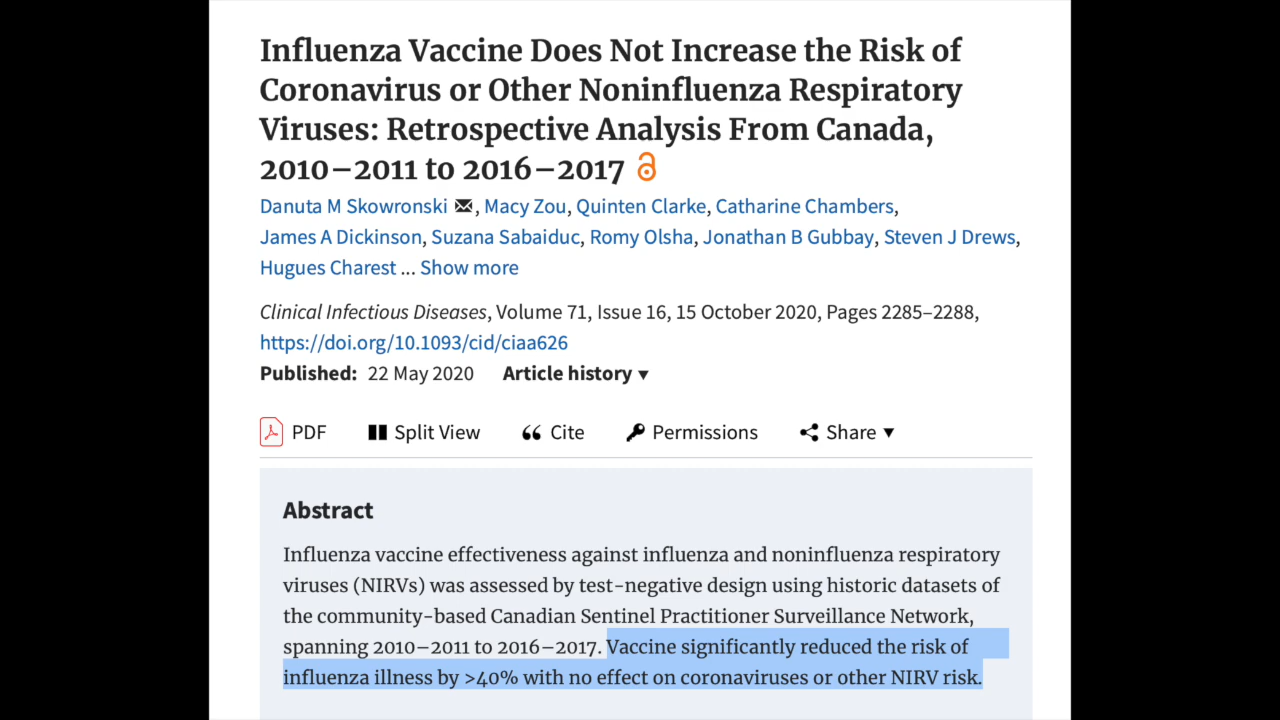 Influenza Vaccine Does Not Increase the Risk of
Coronavirus or Other Noninfluenza Respiratory
Viruses: Retrospective Analysis From Canada,
2010–2011 to 2016–2017
Danuta M Skowronski, Macy Zou, Quinten Clarke, Catharine Chambers,
James A Dickinson, Suzana Sabaiduc, Romy Olsha, Jonathan B Gubbay, Steven J Drews,
Hugues Charest ... Show more
Clinical Infectious Diseases, Volume 71, Issue 16, 15 October 2020, Pages 2285–2288,
https://doi.org/10.1093/cid/ciaa626
Published: 22 May 2020 Article history
PDF Split View Cite Permissions Share
Abstract
Influenza vaccine effectiveness against influenza and noninfluenza respiratory
viruses (NIRVs) was assessed by test-negative design using historic datasets of
the community-based Canadian Sentinel Practitioner Surveillance Network,
spanning 2010–2011 to 2016–2017. Vaccine significantly reduced the risk of
influenza illness by >40% with no effect on coronaviruses or other NIRV risk.